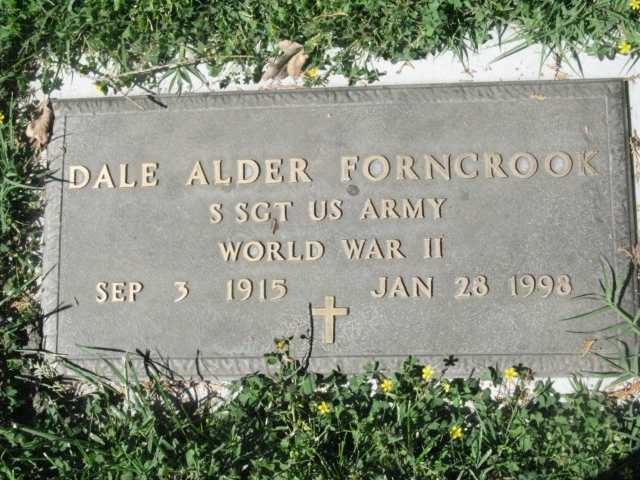 DALE ALDER FORNCROOK
S SGT US ARMY
WORLD WAR II
SEP 3 1915 JAN 28 1998